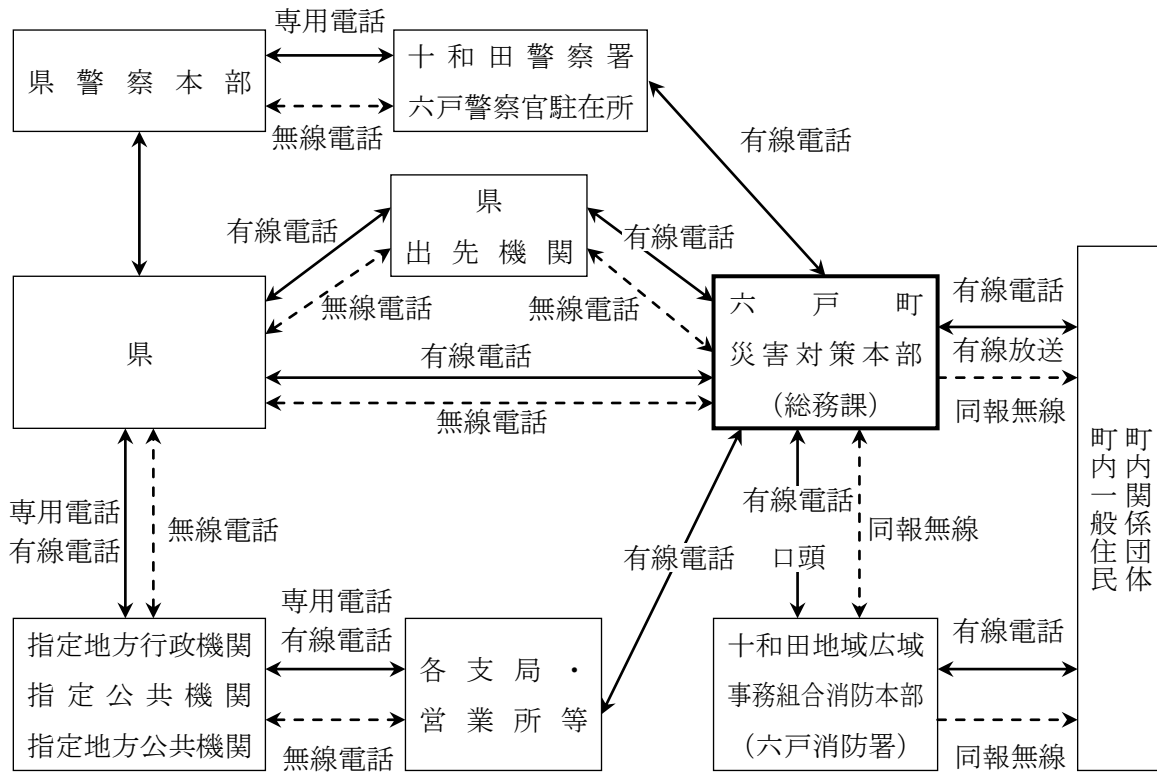 専用電話
県警察本部
十和田警察署
六戸警察官駐在所
無線電話
有線電話
県
出先機関
有線電話
有線電話
無線電話
無線電話
県
有線電話
無線電話
六戸町
災害対策本部
(総務課)
有線電話
有線放送
同報無線
町内関係団体
町内一般住民
専用電話
有線電話
無線電話
有線電話
有線電話
口頭
同報無線
指定地方行政機関
指定公共機関
指定地方公共機関
専用電話
有線電話
無線電話
各支局・
営業所等
十和田地域広域
事務組合消防本部
(六戸消防署)
有線電話
同報無線